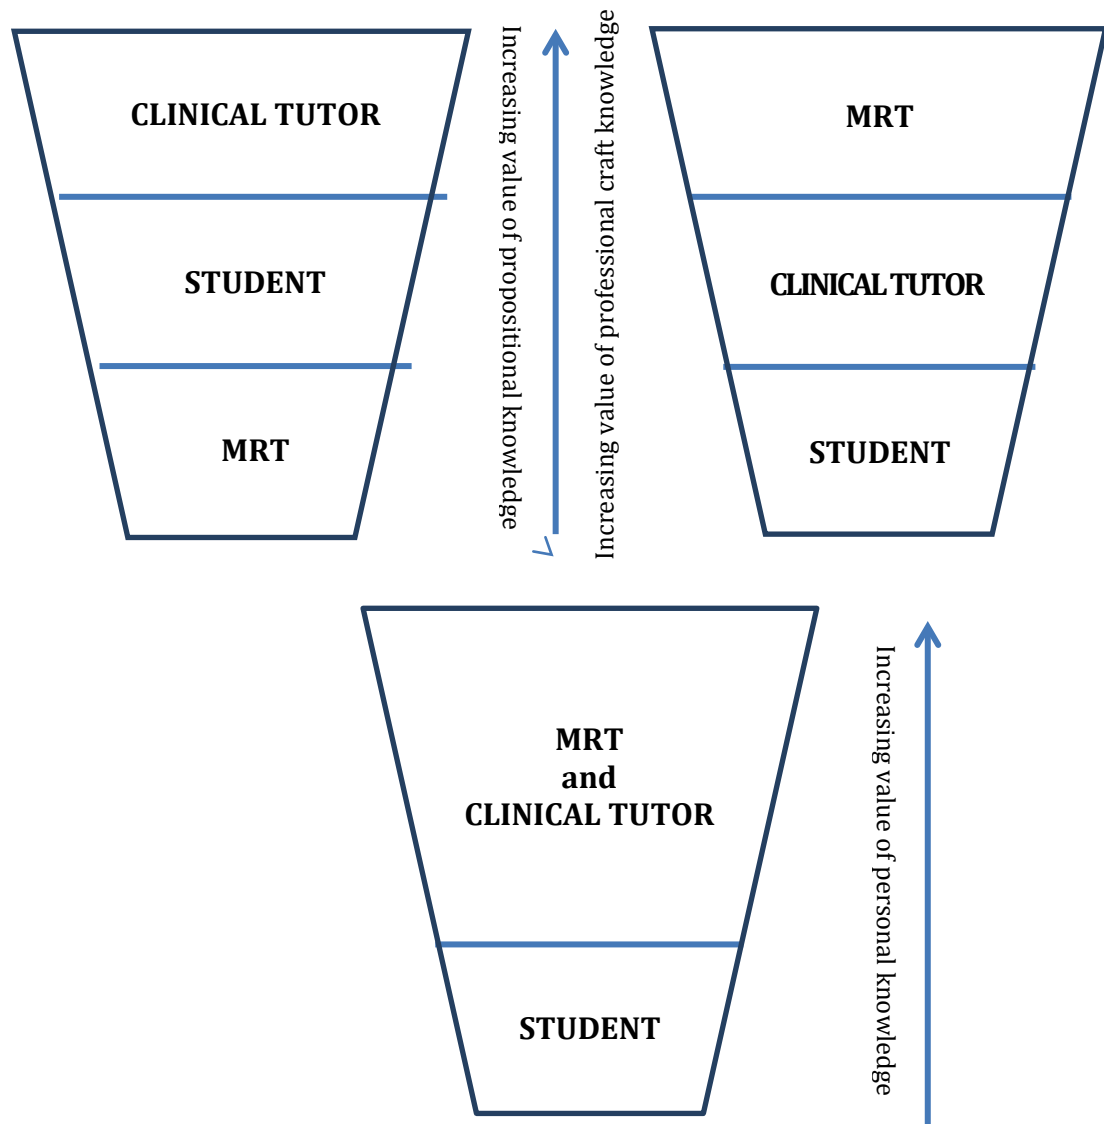 CLINICAL TUTOR
STUDENT
MRT
Increasing value of propositional knowledge
Increasing value of professional craft knowledge
MRT
CLINICAL TUTOR
STUDENT
MRT
and
CLINICAL TUTOR
STUDENT
Increasing value of personal knowledge